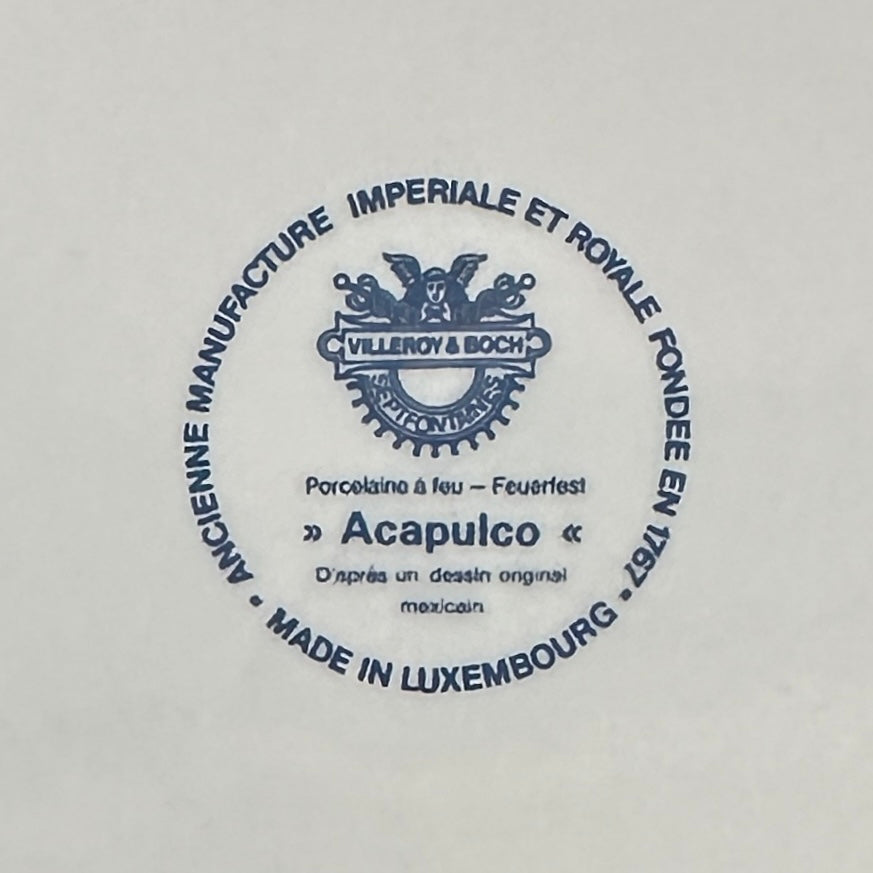 ANCIENNE MANUFACTURE IMPERIALE ET ROYALE FONDEE EN 1767
VILLEROY & BOCH
SEPTFONTAINES
Porcelaine à feu – Feuerfest
» Acapulco «
D'après un dessin original
mexicain
• MADE IN LUXEMBOURG •